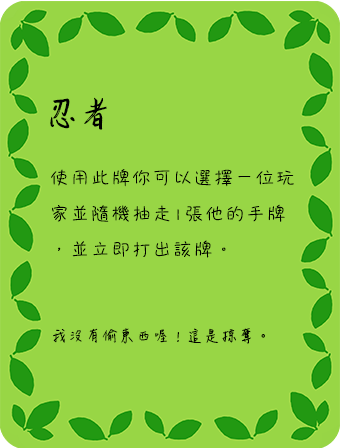 忍者
使用此牌你可以選擇一位玩
家並隨機抽走1張他的手牌
，並立即打出該牌。
我沒有偷東西喔！這是掠奪。